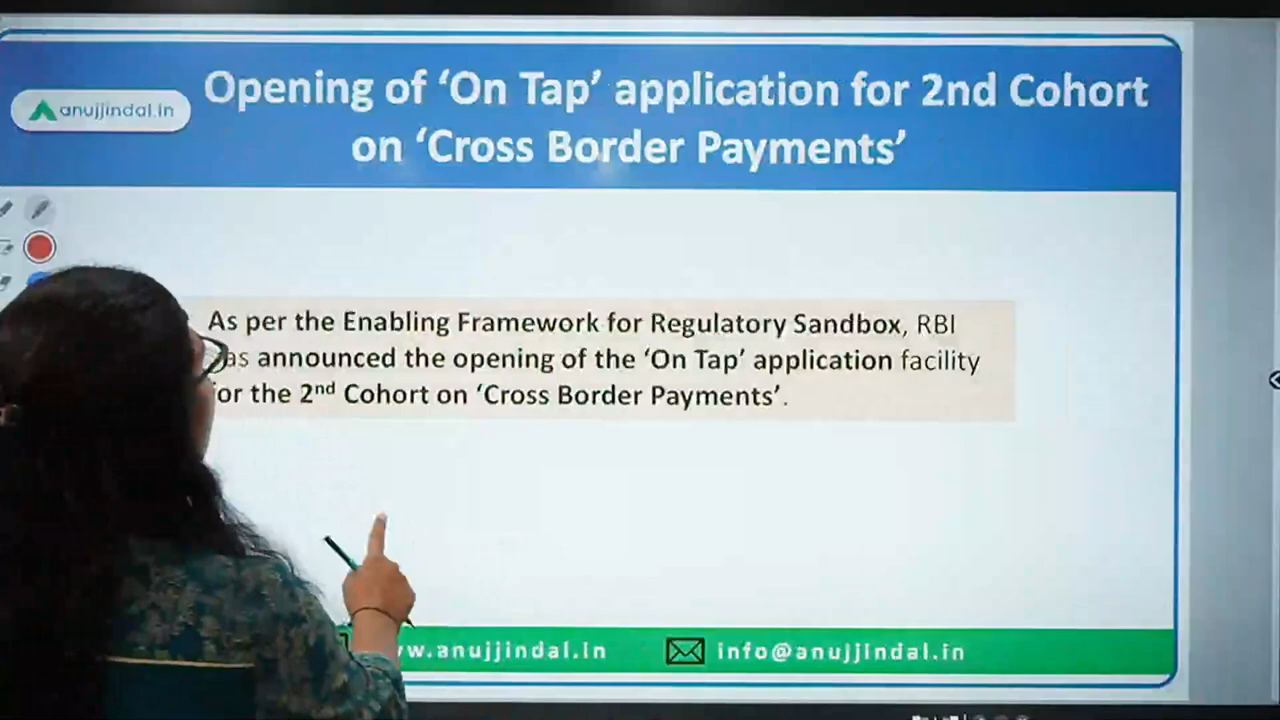 Opening of ‘On Tap’ application for 2nd Cohort
on ‘Cross Border Payments’
anujjindal.in
As per the Enabling Framework for Regulatory Sandbox, RBI
announced the opening of the ‘On Tap’ application facility
the 2nd Cohort on ‘Cross Border Payments’.
w.anujjindal.in
info@anujjindal.in